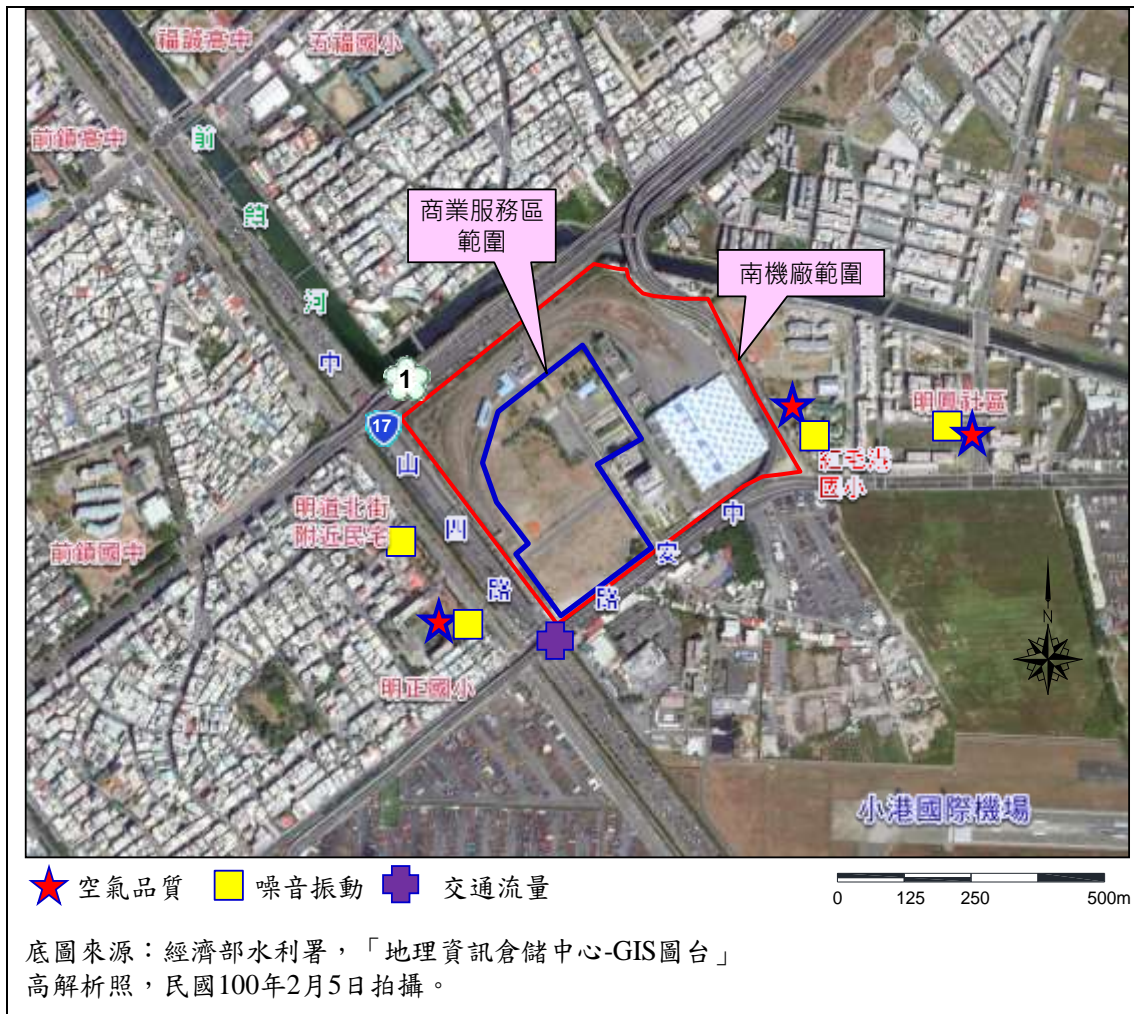 福誠高中
五福國小
前鎮高中
前
鎮
河
商業服務區
範圍
南機廠範圍
中
山
四
路
1
17
明鳳社區
紅毛港
國小
明道北街
附近民宅
前鎮國中
中
安
路
明正國小
N
小港國際機場
空氣品質
噪音振動
交通流量
0 125 250 500m
底圖來源：經濟部水利署，「地理資訊倉儲中心-GIS圖台」
高解析照，民國100年2月5日拍攝。